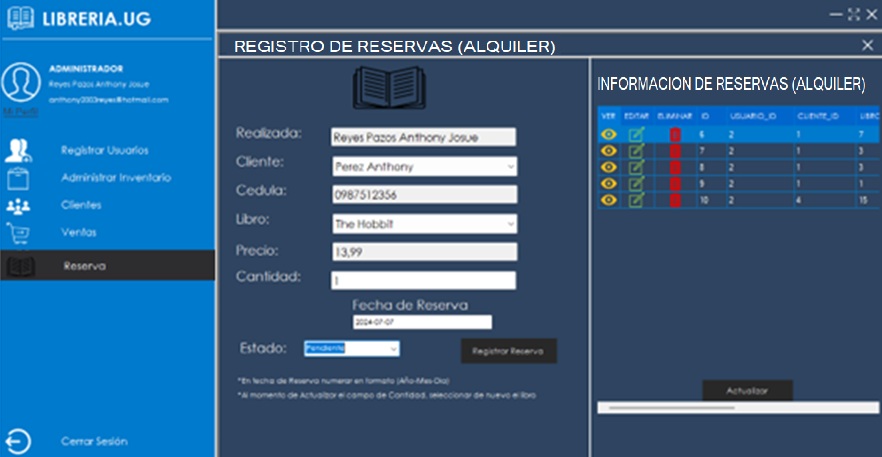 LIBRERIA.UG
ADMINISTRADOR
Reyes Pazos Anthony Josue
anthony2003reyes@hotmail.com
Mi Perfil
Registrar Usuarios
Administrar Inventario
Clientes
Ventas
Reserva
Cerrar Sesión
REGISTRO DE RESERVAS (ALQUILER)
Realizada: Reyes Pazos Anthony Josue
Cliente: Perez Anthony
Cedula: 0987512356
Libro: The Hobbit
Precio: 13,99
Cantidad: 1
Fecha de Reserva
2024-07-07
Estado: Pendiente
Registrar Reserva
*En fecha de Reserva numerar en formato (Año-Mes-Dia)
*Al momento de Actualizar el campo de Cantidad, seleccionar de nuevo el libro
INFORMACION DE RESERVAS (ALQUILER)
VER EDITAR ELIMINAR ID USUARIO_ID CLIENTE_ID LIBRO
6 2 1 7
7 2 1 3
8 2 1 3
9 2 1 1
10 2 4 15
Actualizar